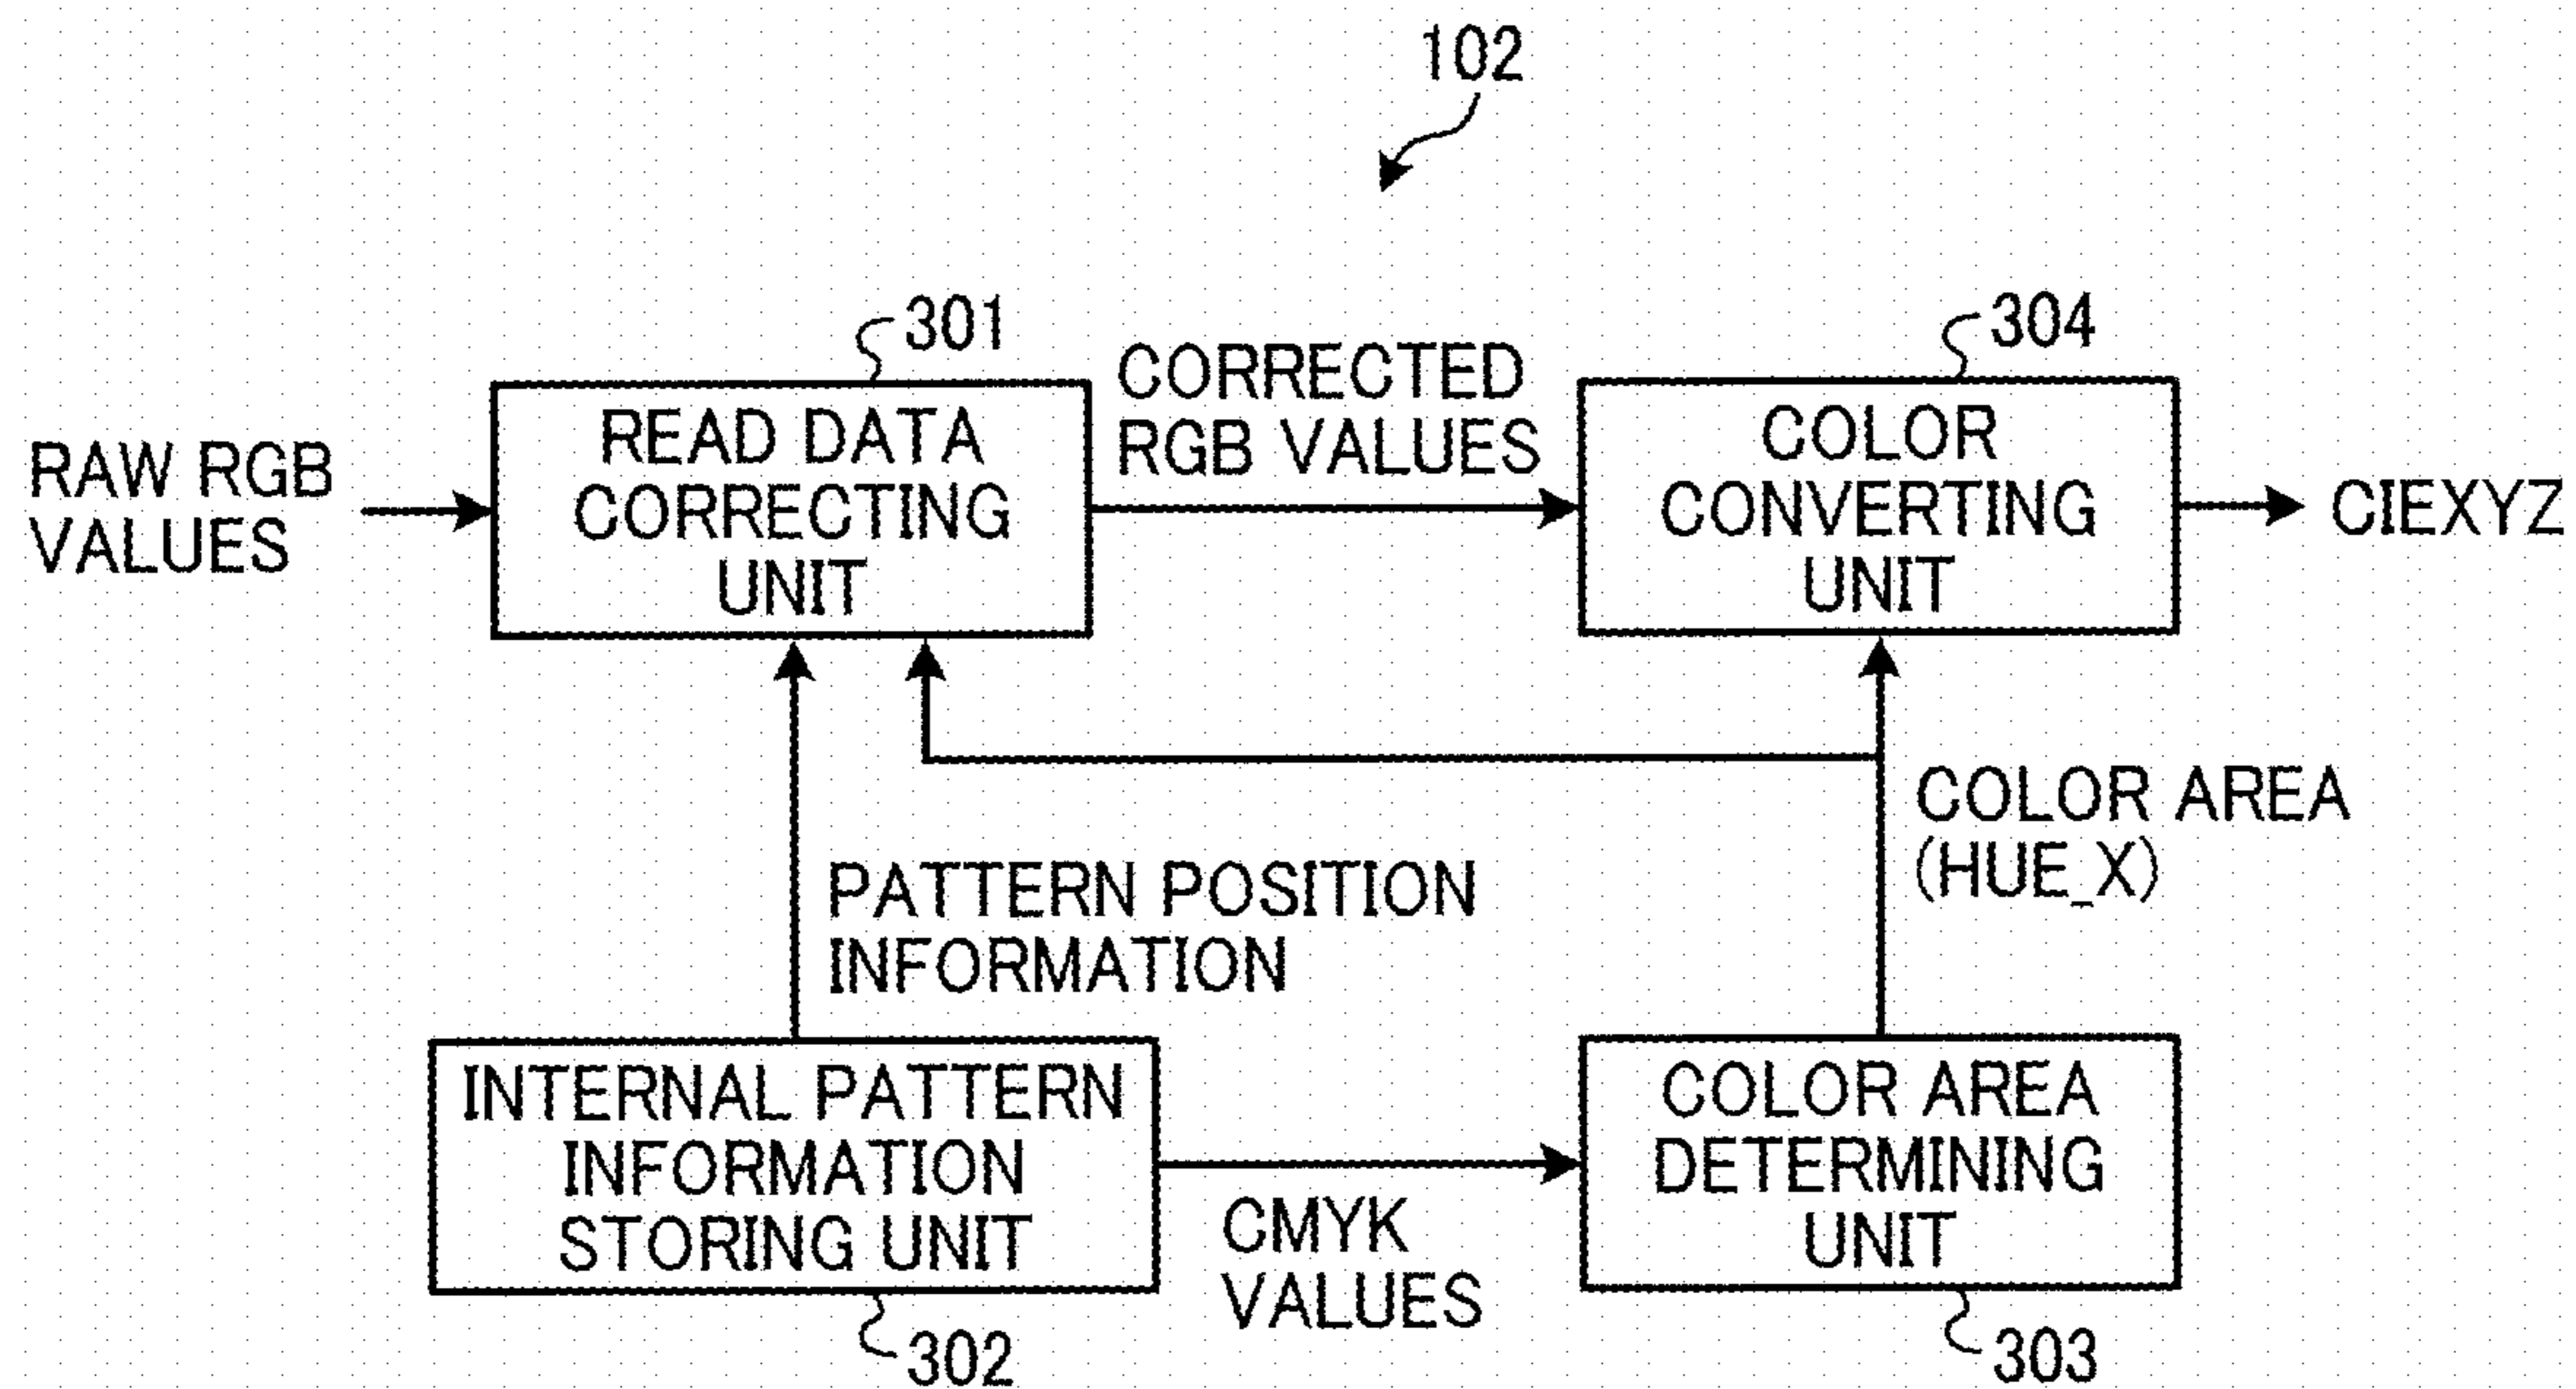 102
301
304
RAW RGB
VALUES
READ DATA
CORRECTING
UNIT
CORRECTED
RGB VALUES
COLOR
CONVERTING
UNIT
CIEXYZ
PATTERN POSITION
INFORMATION
COLOR AREA
(HUE_X)
INTERNAL PATTERN
INFORMATION
STORING UNIT
CMYK
VALUES
COLOR AREA
DETERMINING
UNIT
302
303